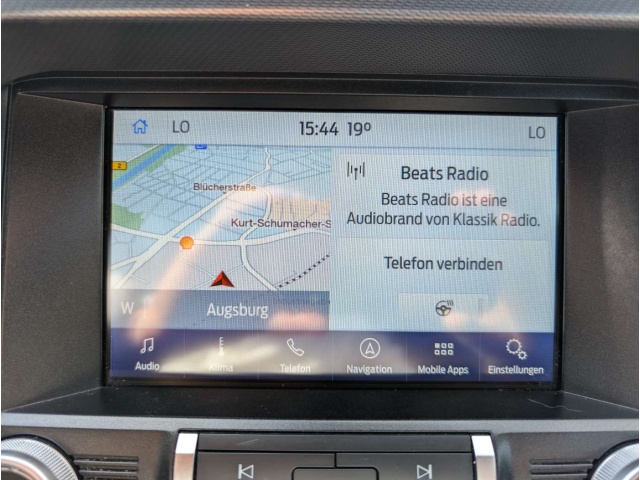 LO
15:44 19º
LO
2
Blücherstraße
Kurt-Schumacher-S
W
Augsburg
Beats Radio
Beats Radio ist eine
Audiobrand von Klassik Radio.
Telefon verbinden
Audio
Klima
Telefon
Navigation
Mobile Apps
Einstellungen